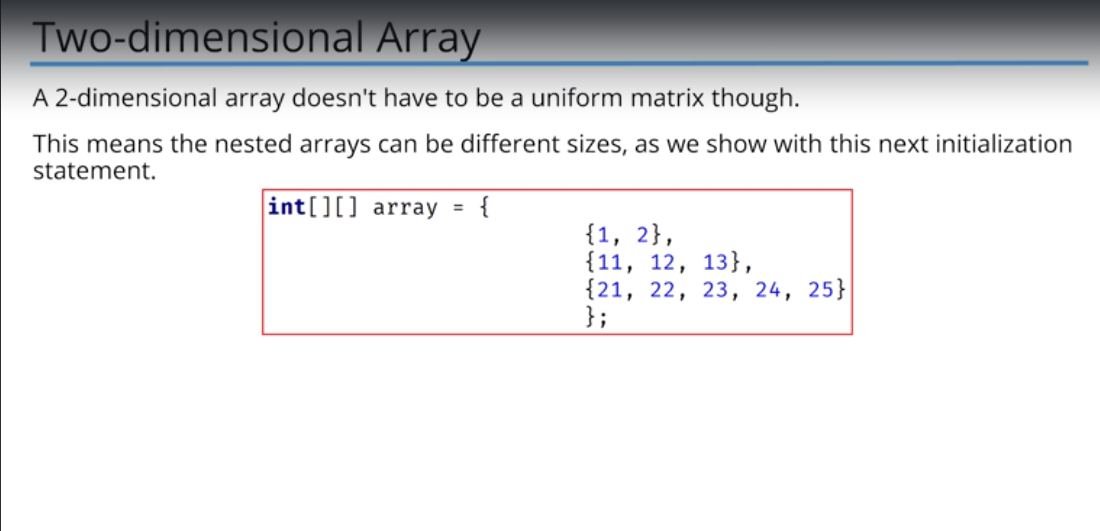 Two-dimensional Array
A 2-dimensional array doesn't have to be a uniform matrix though.
This means the nested arrays can be different sizes, as we show with this next initialization
statement.
int[][] array = {
{1, 2},
{11, 12, 13},
{21, 22, 23, 24, 25}
};